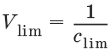 V_lim = 1 / c_lim